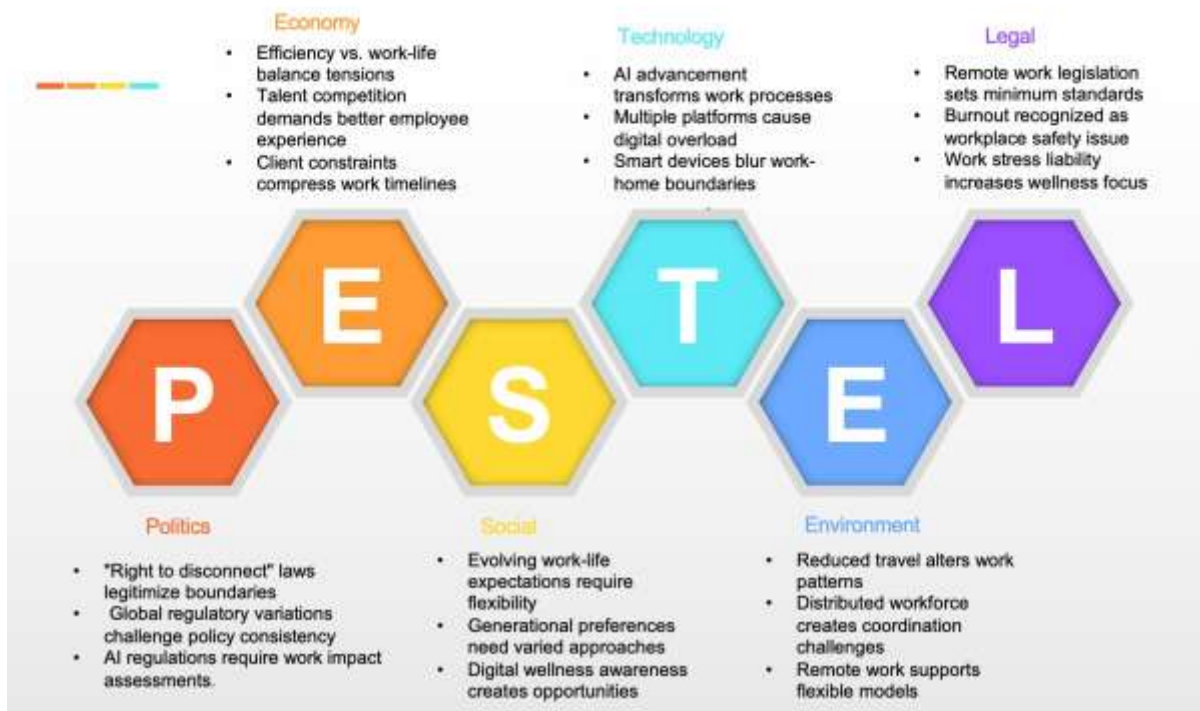 Economy
• Efficiency vs. work-life
balance tensions
• Talent competition
demands better employee
experience
• Client constraints
compress work timelines
Technology
• AI advancement
transforms work processes
• Multiple platforms cause
digital overload
• Smart devices blur work-
home boundaries
Legal
• Remote work legislation
sets minimum standards
• Burnout recognized as
workplace safety issue
• Work stress liability
increases wellness focus
P
E
S
T
E
L
Politics
• "Right to disconnect" laws
legitimize boundaries
• Global regulatory variations
challenge policy consistency
• AI regulations require work impact
assessments.
Social
• Evolving work-life
expectations require
flexibility
• Generational preferences
need varied approaches
• Digital wellness awareness
creates opportunities
Environment
• Reduced travel alters work
patterns
• Distributed workforce
creates coordination
challenges
• Remote work supports
flexible models